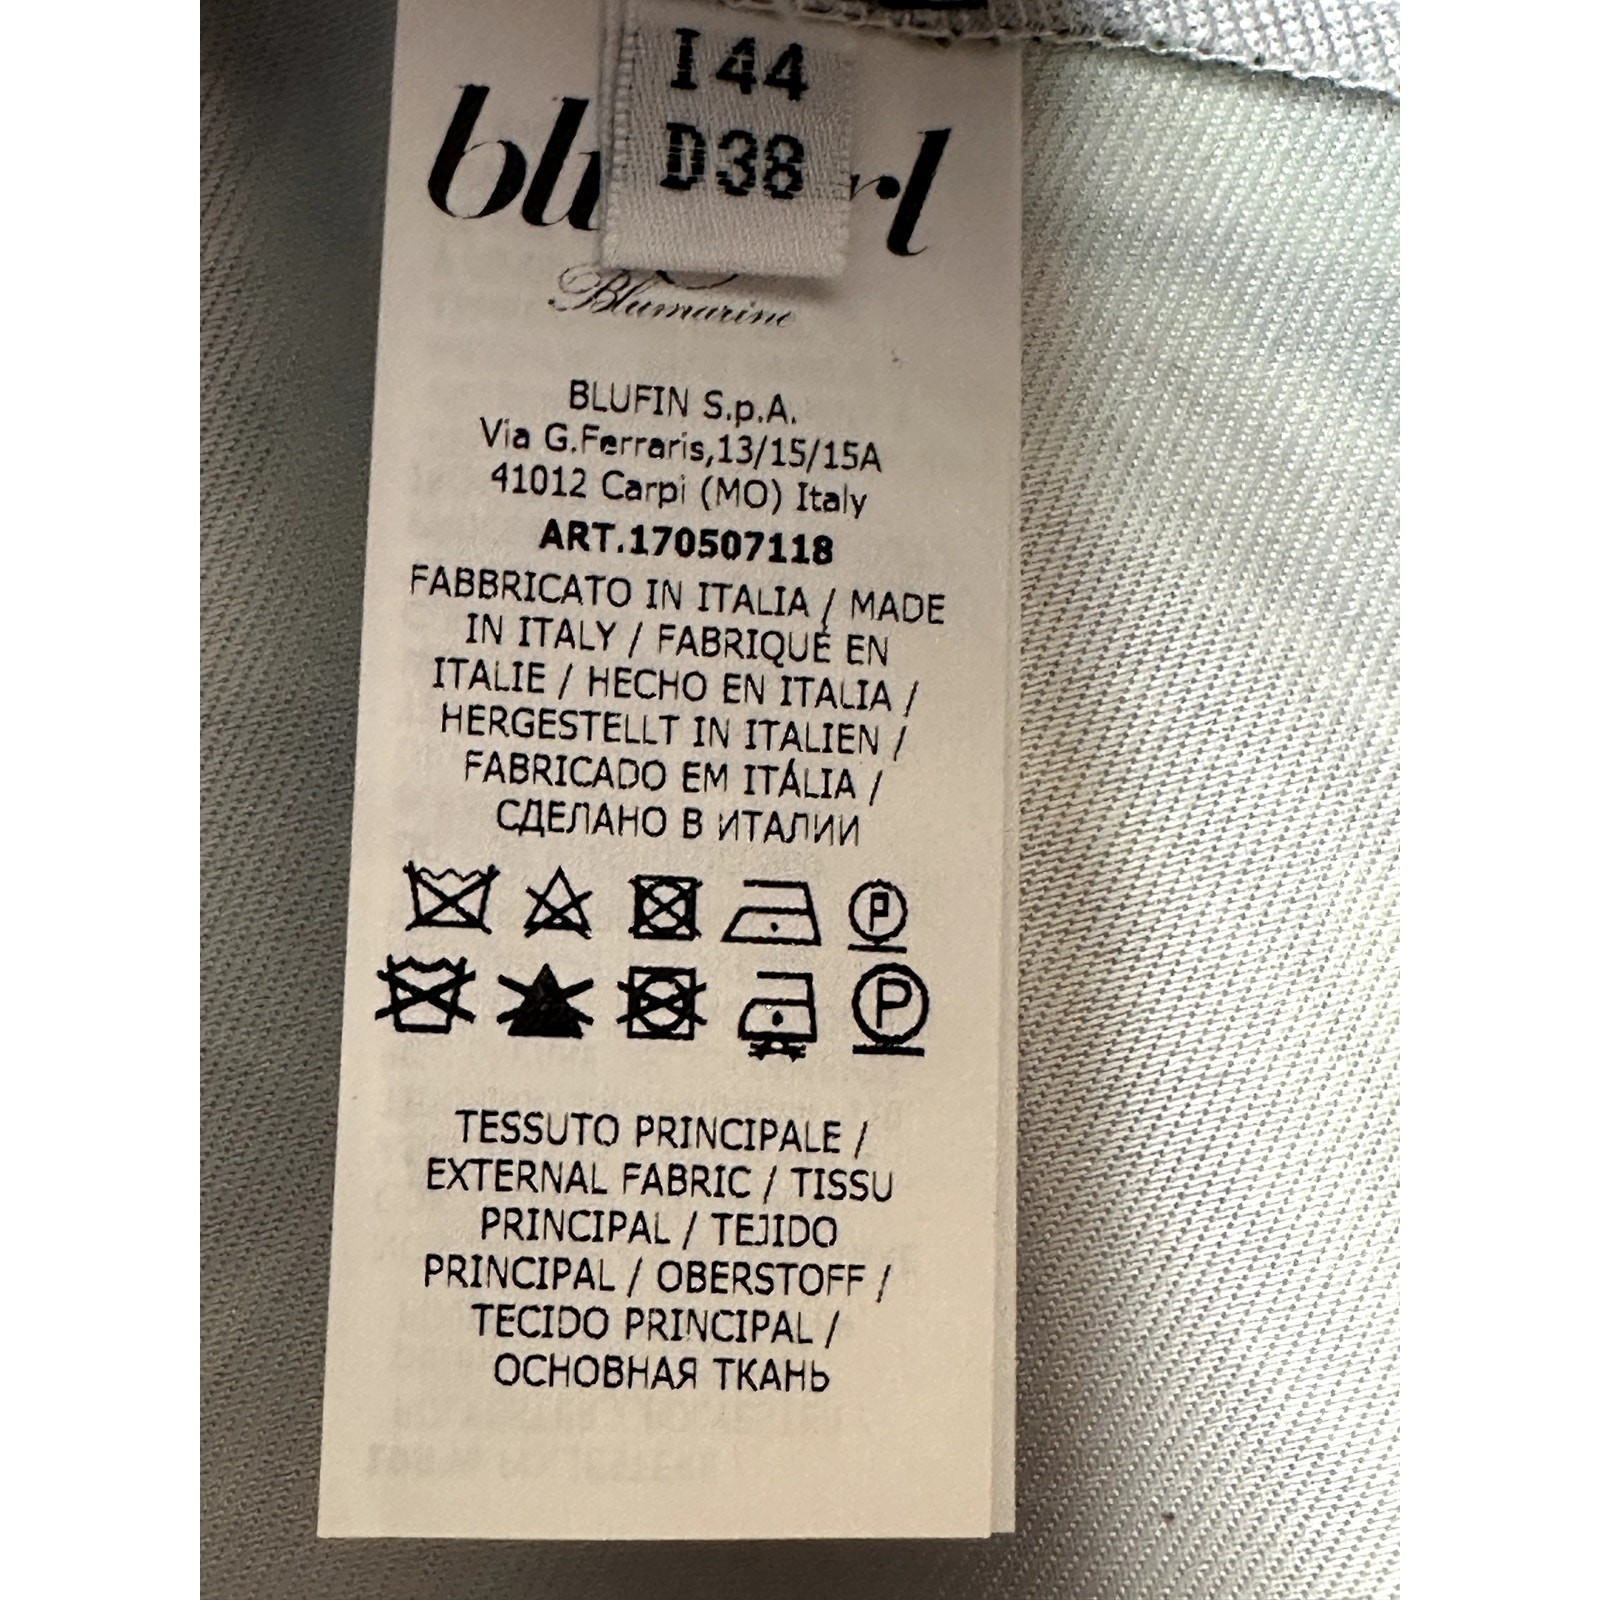 I 44
D38
Blumarine
BLUFIN S.p.A.
Via G.Ferraris,13/15/15A
41012 Carpi (MO) Italy
ART.170507118
FABBRICATO IN ITALIA / MADE
IN ITALY / FABRIQUÉ EN
ITALIE / HECHO EN ITALIA /
HERGESTELLT IN ITALIEN /
FABRICADO EM ITÁLIA /
СДЕЛАНО В ИТАЛИИ
P
P
TESSUTO PRINCIPALE /
EXTERNAL FABRIC / TISSU
PRINCIPAL / TEJIDO
PRINCIPAL / OBERSTOFF /
TECIDO PRINCIPAL /
ОСНОВНАЯ ТКАНЬ